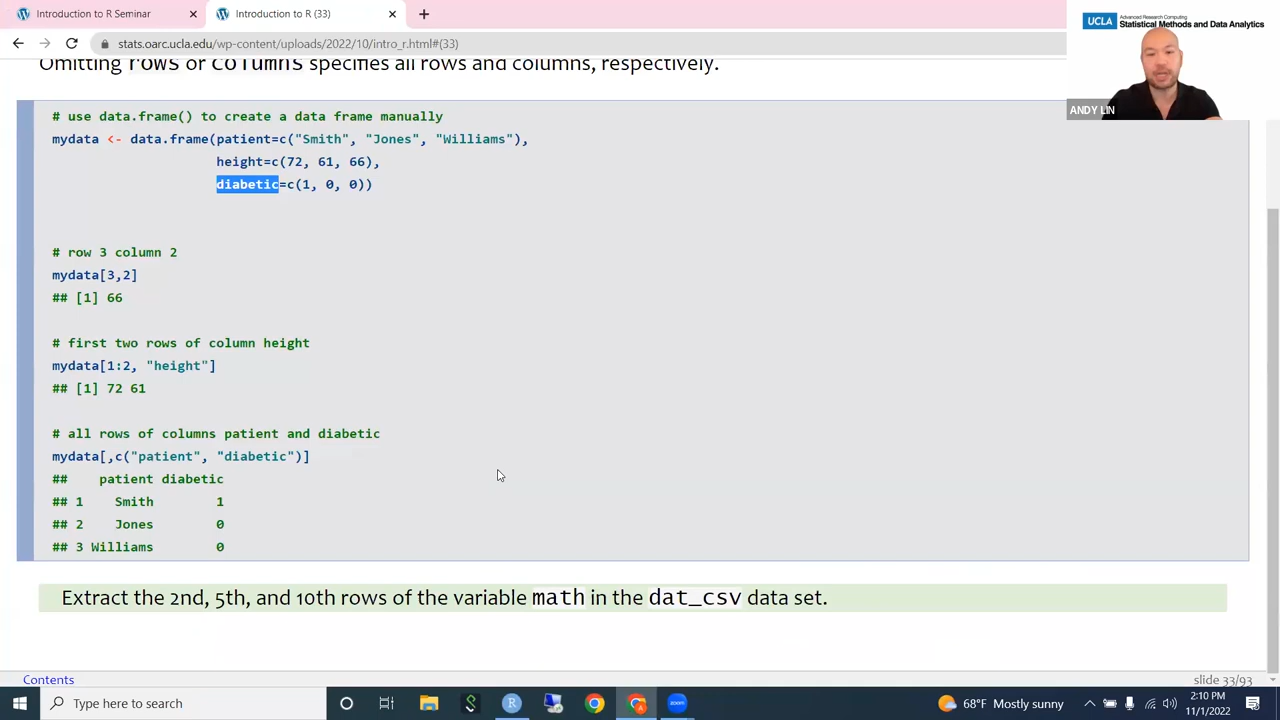 Introduction to R Seminar
Introduction to R (33)
stats.oarc.ucla.edu/wp-content/uploads/2022/10/intro_r.html#(33)
UCLA
Advanced Research Computing
Statistical Methods and Data Analytics
ANDY LIN
Omitting rows or columns specifies all rows and columns, respectively.
# use data.frame() to create a data frame manually
mydata <- data.frame(patient=c("Smith", "Jones", "Williams"),
height=c(72, 61, 66),
diabetic=c(1, 0, 0))
# row 3 column 2
mydata[3,2]
## [1] 66
# first two rows of column height
mydata[1:2, "height"]
## [1] 72 61
# all rows of columns patient and diabetic
mydata[,c("patient", "diabetic")]
##    patient diabetic
## 1    Smith        1
## 2    Jones        0
## 3 Williams        0
Extract the 2nd, 5th, and 10th rows of the variable math in the dat_csv data set.
Contents
slide 33/93
Type here to search
zoom
68°F Mostly sunny
2:10 PM
11/1/2022